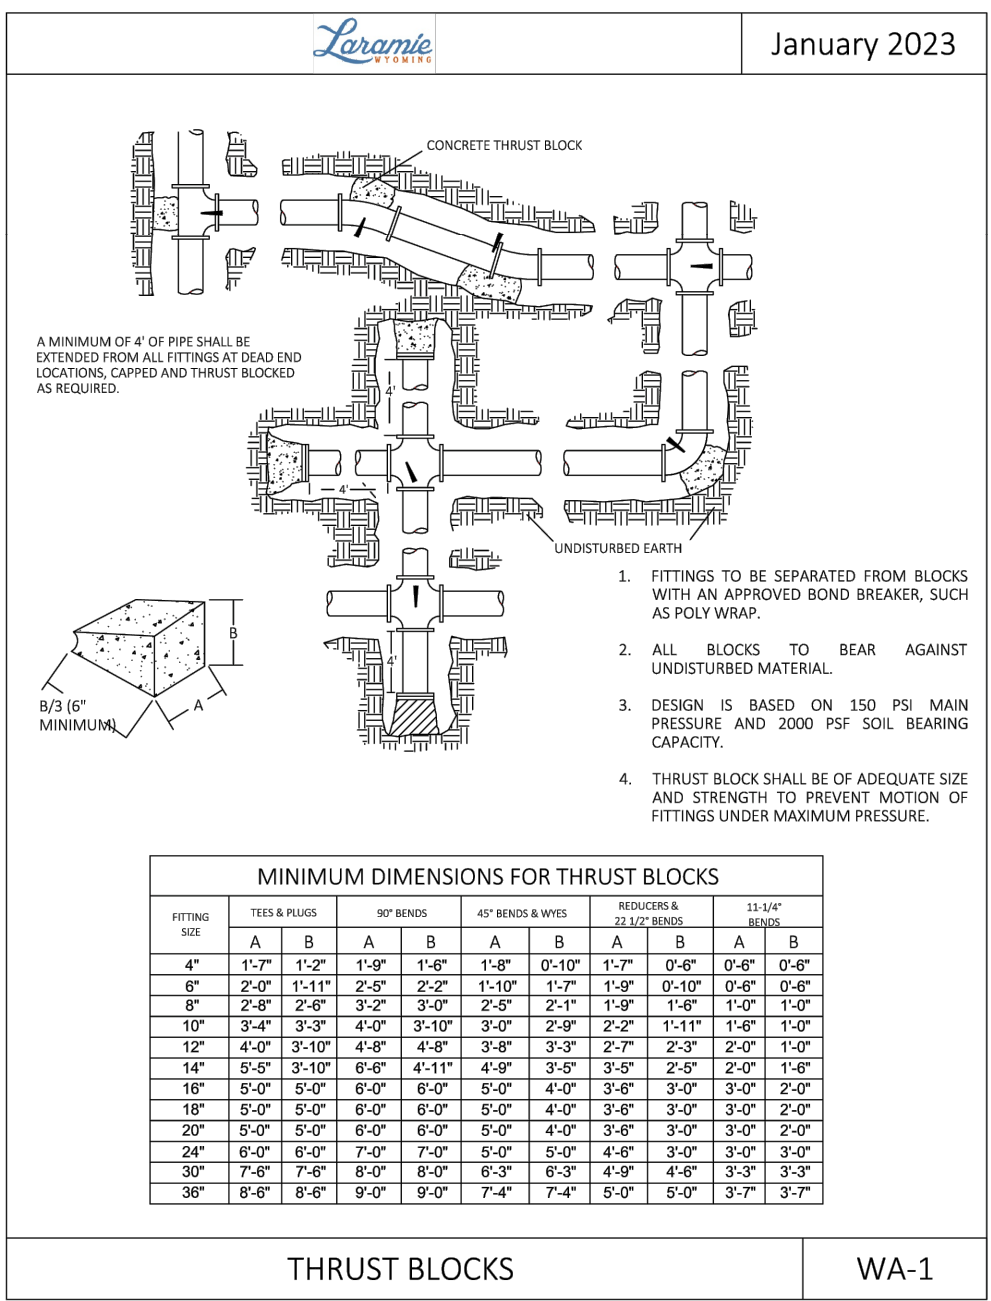 Laramie
WYOMING
January 2023
CONCRETE THRUST BLOCK
A MINIMUM OF 4' OF PIPE SHALL BE
EXTENDED FROM ALL FITTINGS AT DEAD END
LOCATIONS, CAPPED AND THRUST BLOCKED
AS REQUIRED.
4'
4'
UNDISTURBED EARTH
4'
B
A
B/3 (6"
MINIMUM)
1. FITTINGS TO BE SEPARATED FROM BLOCKS
WITH AN APPROVED BOND BREAKER, SUCH
AS POLY WRAP.
2. ALL BLOCKS TO BEAR AGAINST
UNDISTURBED MATERIAL.
3. DESIGN IS BASED ON 150 PSI MAIN
PRESSURE AND 2000 PSF SOIL BEARING
CAPACITY.
4. THRUST BLOCK SHALL BE OF ADEQUATE SIZE
AND STRENGTH TO PREVENT MOTION OF
FITTINGS UNDER MAXIMUM PRESSURE.
MINIMUM DIMENSIONS FOR THRUST BLOCKS
FITTING
SIZE
TEES & PLUGS
90° BENDS
45° BENDS & WYES
REDUCERS &
22 1/2° BENDS
11-1/4°
BENDS
A B A B A B A B A B
4" 1'-7" 1'-2" 1'-9" 1'-6" 1'-8" 0'-10" 1'-7" 0'-6" 0'-6" 0'-6"
6" 2'-0" 1'-11" 2'-5" 2'-2" 1'-10" 1'-7" 1'-9" 0'-10" 0'-6" 0'-6"
8" 2'-8" 2'-6" 3'-2" 3'-0" 2'-5" 2'-1" 1'-9" 1'-6" 1'-0" 1'-0"
10" 3'-4" 3'-3" 4'-0" 3'-10" 3'-0" 2'-9" 2'-2" 1'-11" 1'-6" 1'-0"
12" 4'-0" 3'-10" 4'-8" 4'-8" 3'-8" 3'-3" 2'-7" 2'-3" 2'-0" 1'-0"
14" 5'-5" 3'-10" 6'-6" 4'-11" 4'-9" 3'-5" 3'-5" 2'-5" 2'-0" 1'-6"
16" 5'-0" 5'-0" 6'-0" 6'-0" 5'-0" 4'-0" 3'-6" 3'-0" 3'-0" 2'-0"
18" 5'-0" 5'-0" 6'-0" 6'-0" 5'-0" 4'-0" 3'-6" 3'-0" 3'-0" 2'-0"
20" 5'-0" 5'-0" 6'-0" 6'-0" 5'-0" 4'-0" 3'-6" 3'-0" 3'-0" 2'-0"
24" 6'-0" 6'-0" 7'-0" 7'-0" 5'-0" 5'-0" 4'-6" 3'-0" 3'-0" 3'-0"
30" 7'-6" 7'-6" 8'-0" 8'-0" 6'-3" 6'-3" 4'-9" 4'-6" 3'-3" 3'-3"
36" 8'-6" 8'-6" 9'-0" 9'-0" 7'-4" 7'-4" 5'-0" 5'-0" 3'-7" 3'-7"
THRUST BLOCKS
WA-1